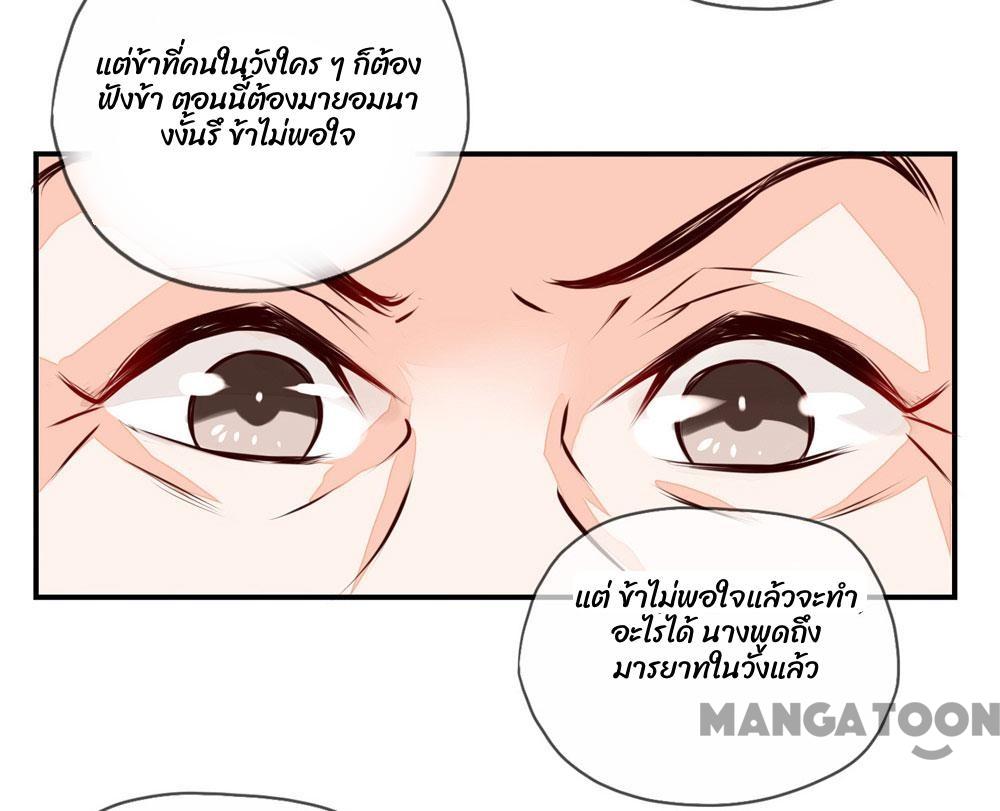 แต่ข้าที่คนในวังใคร ๆ ก็ต้อง
ฟังข้า ตอนนี้ต้องมายอมนา
งงั้นรึ ข้าไม่พอใจ
แต่ ข้าไม่พอใจแล้วจะทำ
อะไรได้ นางพูดถึง
มารยาทในวังแล้ว
MANGATOON